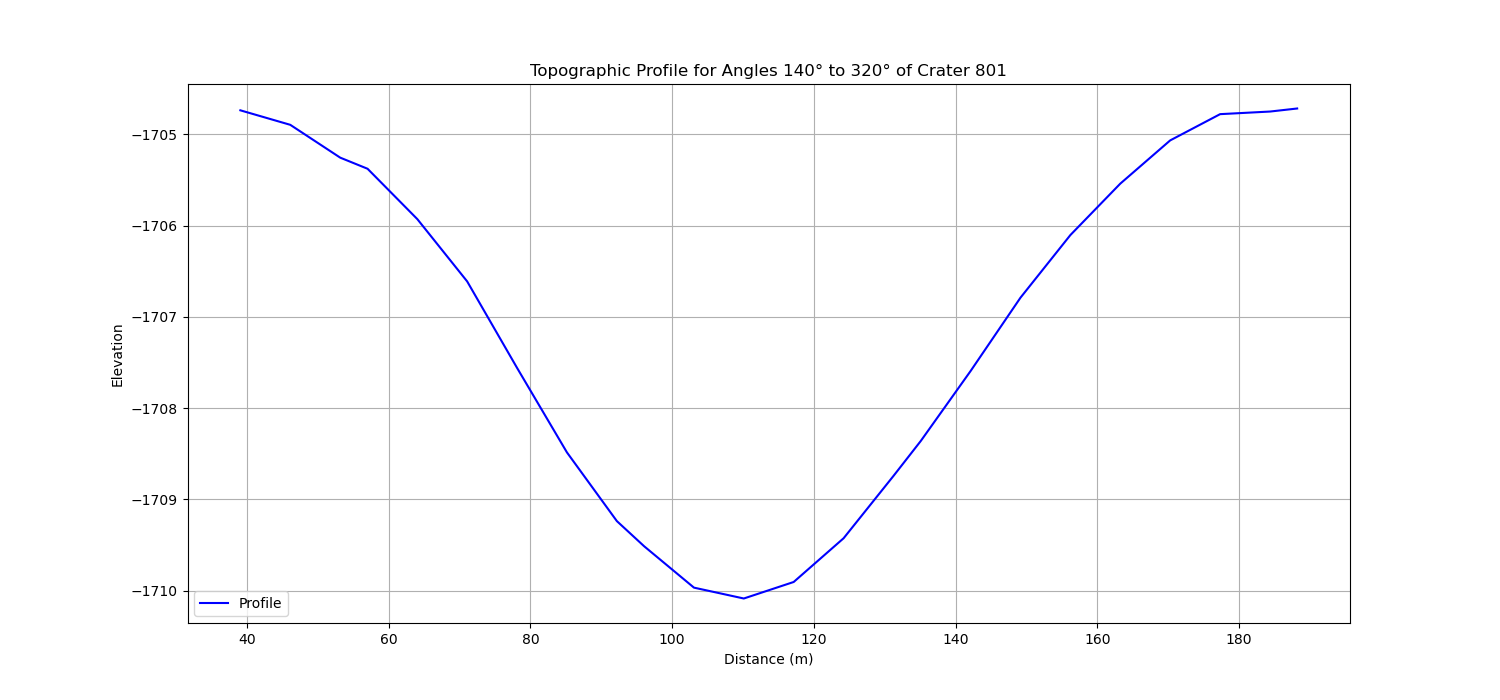 Topographic Profile for Angles 140° to 320° of Crater 801
−1705
−1706
−1707
−1708
−1709
−1710
Elevation
Profile
40 60 80 100 120 140 160 180
Distance (m)